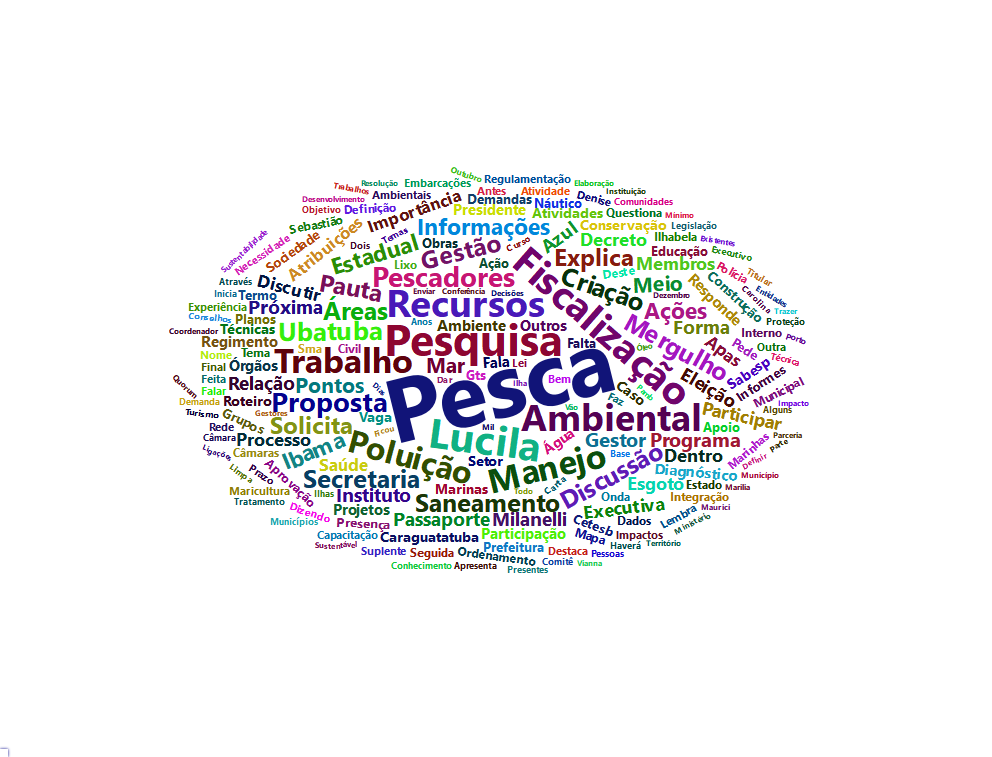 Outubro
Regulamentação
Elaboração
Trabalhos
Resolução
Embarcações
Instituição
Desenvolvimento
Ambientais
Antes
Atividade
Denise
Comunidades
Objetivo
Definição
Importância
Demandas
Náutico
Presidente
Atividades
Questiona
Mínimo
Sebastião
Atribuições
Temas
Informações
Conservação
Legislação
Sustentabilidade
Necessidade
Sociedade
Dois
Estadual
Obras
Gestão
Curso
Azul
Decreto
Ilhabela
Existentes
Executivo
Através
Lixo
Ação
Explica
Educação
Inicia
Termo
Discutir
Pauta
Pescadores
Fiscalização
Deste
Membros
Polícia
Titular
Experiência
Próxima
Enviar
Conferência
Decisões
Criação
Meio
Responde
Construção
Carolina
Entidades
Conselhos
Áreas
Recursos
Dezembro
Ações
Trazer
Coordenador
Técnicas
Ubatuba
Anos
Ambiente
Outros
Mergulho
Forma
Interno
Proteção
Porto
Regimento
Planos
Nome
Tema
Sma
Civil
Pesquisa
Falta
Óleo
Apas
Pede
Outra
Técnica
Final
Órgãos
Trabalho
Mar
Fala
Lei
Eleição
Sabesp
Informes
Quorum
Feita
Falar
Relação
Pontos
Dias
Dar
Gts
Ilha
Bem
Pesca
Caso
Pamb
Faz
Municipal
Impacto
Demanda
Roteiro
Proposta
Vão
Ambiental
Participar
Alguns
Turismo
Grupos
Gestores
Solicita
Vaga
Ficou
Lucila
Mil
Água
Apoio
Parceria
Rede
Câmara
Processo
Ibama
Poluição
Setor
Gestor
Base
Programa
Marinhas
Parte
Ligações
Câmaras
Saúde
Manejo
Discussão
Dentro
Definir
Limpa
Prazo
Aprovação
Secretaria
Carta
Diagnóstico
Município
Maricultura
Ilhas
Instituto
Marinas
Todo
Esgoto
Estado
Marília
Tratamento
Dizendo
Projetos
Saneamento
Onda
Executiva
Integração
Maurici
Municípios
Presença
Passaporte
Milanelli
Cetesb
Dados
Lembra
Ministério
Capacitação
Caraguatatuba
Participação
Mapa
Impactos
Sustentável
Suplente
Seguida
Ordenamento
Prefeitura
Destaca
Haverá
Território
Pessoas
Conhecimento
Apresenta
Presentes
Comitê
Vianna